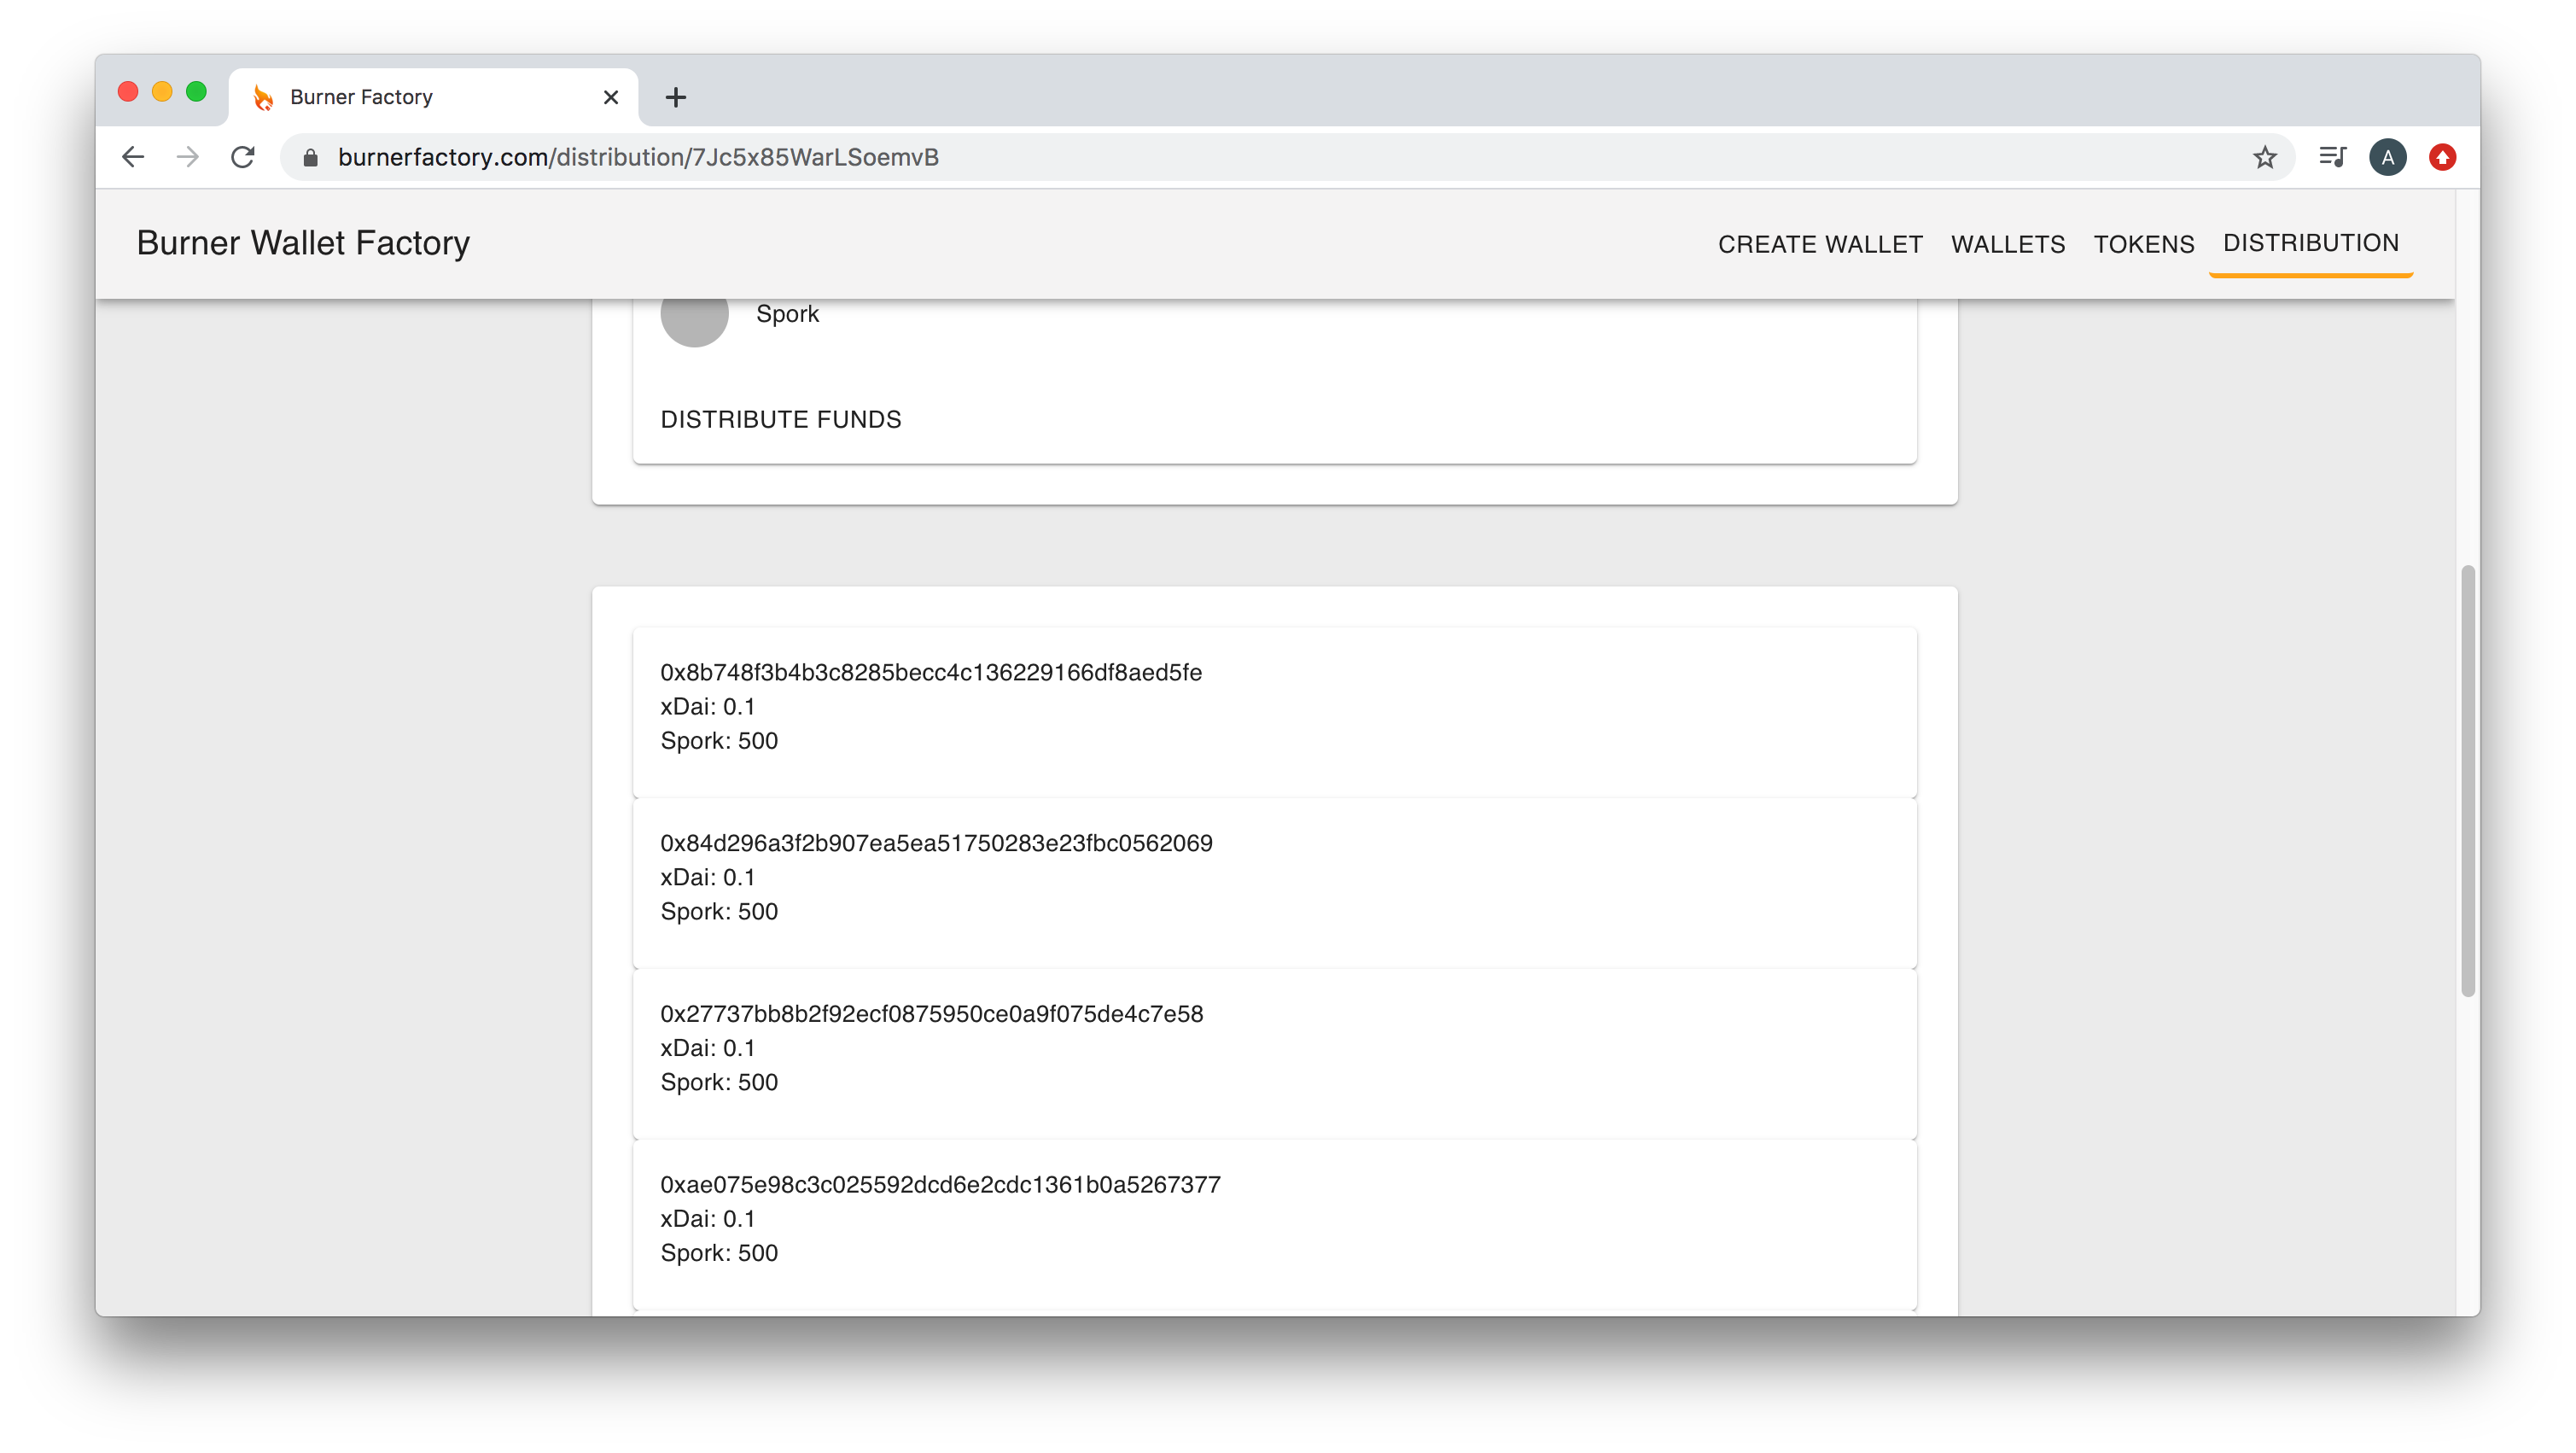 Burner Factory
burnerfactory.com/distribution/7Jc5x85WarLSoemvB
A
Burner Wallet Factory
CREATE WALLET
WALLETS
TOKENS
DISTRIBUTION
Spork
DISTRIBUTE FUNDS
0x8b748f3b4b3c8285becc4c136229166df8aed5fe
xDai: 0.1
Spork: 500
0x84d296a3f2b907ea5ea51750283e23fbc0562069
xDai: 0.1
Spork: 500
0x27737bb8b2f92ecf0875950ce0a9f075de4c7e58
xDai: 0.1
Spork: 500
0xae075e98c3c025592dcd6e2cdc1361b0a5267377
xDai: 0.1
Spork: 500